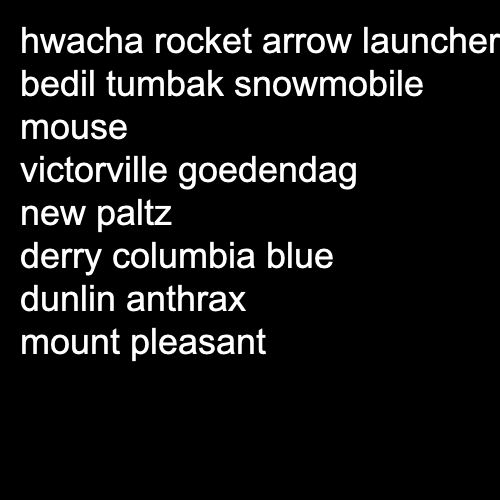 hwacha rocket arrow launcher
bedil tumbak snowmobile
mouse
victorville goedendag
new paltz
derry columbia blue
dunlin anthrax
mount pleasant